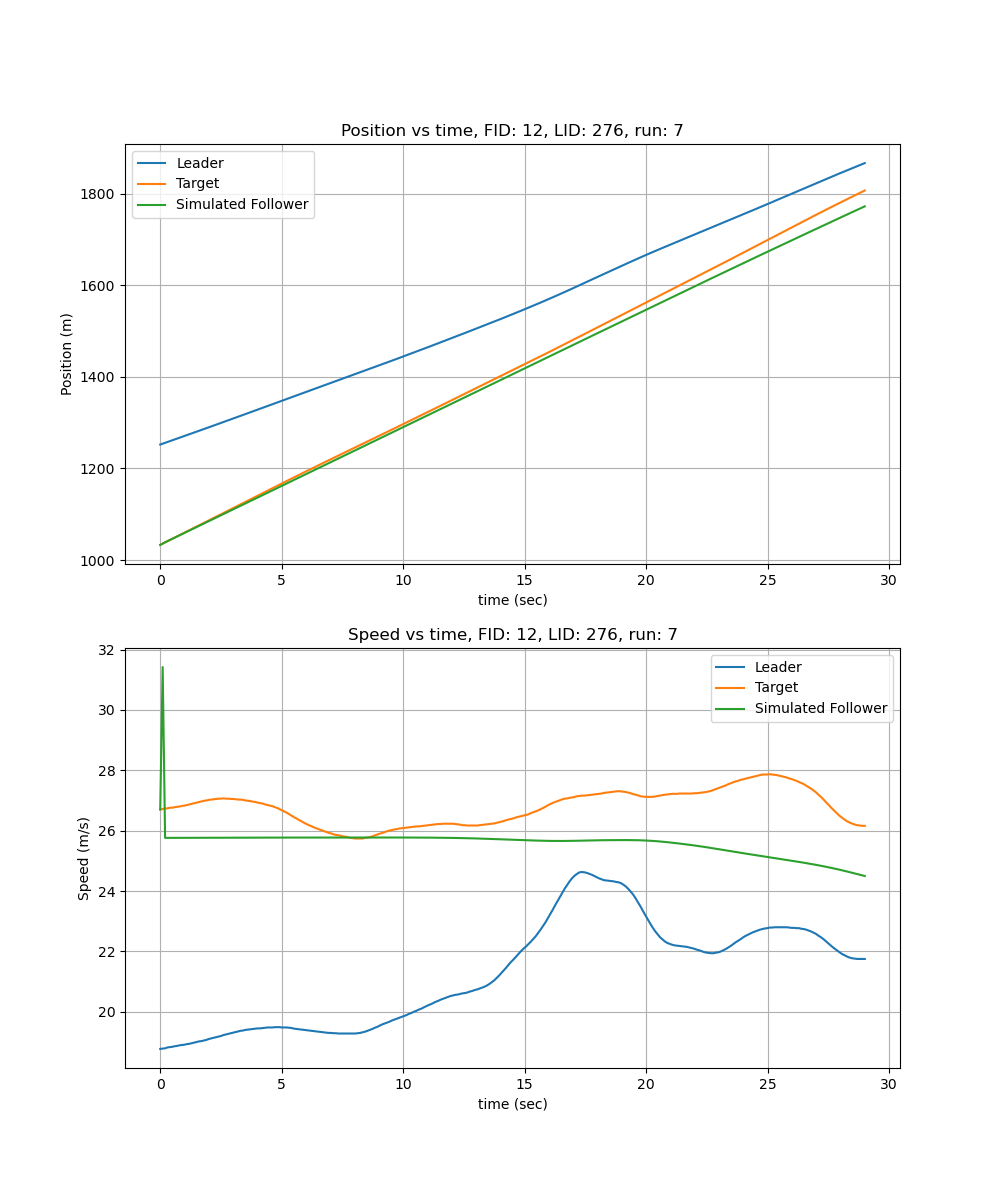 Position vs time, FID: 12, LID: 276, run: 7
Leader
Target
Simulated Follower
1800
1600
1400
1200
1000
Position (m)
0 5 10 15 20 25 30
time (sec)
Speed vs time, FID: 12, LID: 276, run: 7
Leader
Target
Simulated Follower
32
30
28
26
24
22
20
Speed (m/s)
0 5 10 15 20 25 30
time (sec)